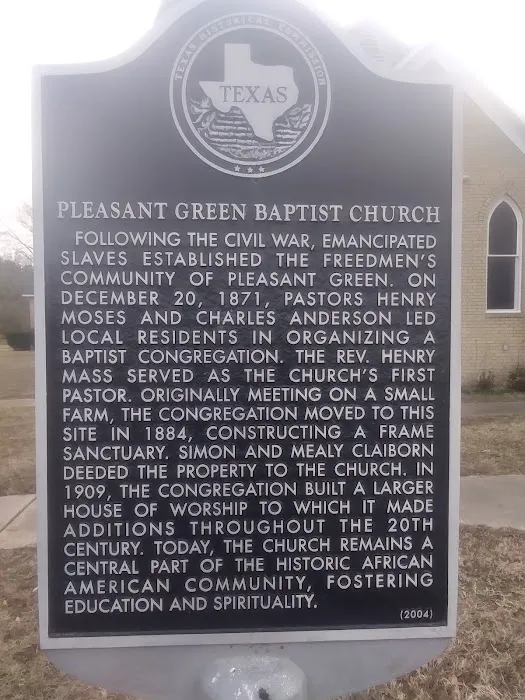 TEXAS HISTORICAL COMMISSION
TEXAS
PLEASANT GREEN BAPTIST CHURCH
FOLLOWING THE CIVIL WAR, EMANCIPATED
SLAVES ESTABLISHED THE FREEDMEN'S
COMMUNITY OF PLEASANT GREEN. ON
DECEMBER 20, 1871, PASTORS HENRY
MOSES AND CHARLES ANDERSON LED
LOCAL RESIDENTS IN ORGANIZING A
BAPTIST CONGREGATION. THE REV. HENRY
MASS SERVED AS THE CHURCH'S FIRST
PASTOR. ORIGINALLY MEETING ON A SMALL
FARM, THE CONGREGATION MOVED TO THIS
SITE IN 1884, CONSTRUCTING A FRAME
SANCTUARY. SIMON AND MEALY CLAIBORN
DEEDED THE PROPERTY TO THE CHURCH. IN
1909, THE CONGREGATION BUILT A LARGER
HOUSE OF WORSHIP TO WHICH IT MADE
ADDITIONS THROUGHOUT THE 20TH
CENTURY. TODAY, THE CHURCH REMAINS A
CENTRAL PART OF THE HISTORIC AFRICAN
AMERICAN COMMUNITY, FOSTERING
EDUCATION AND SPIRITUALITY.
(2004)